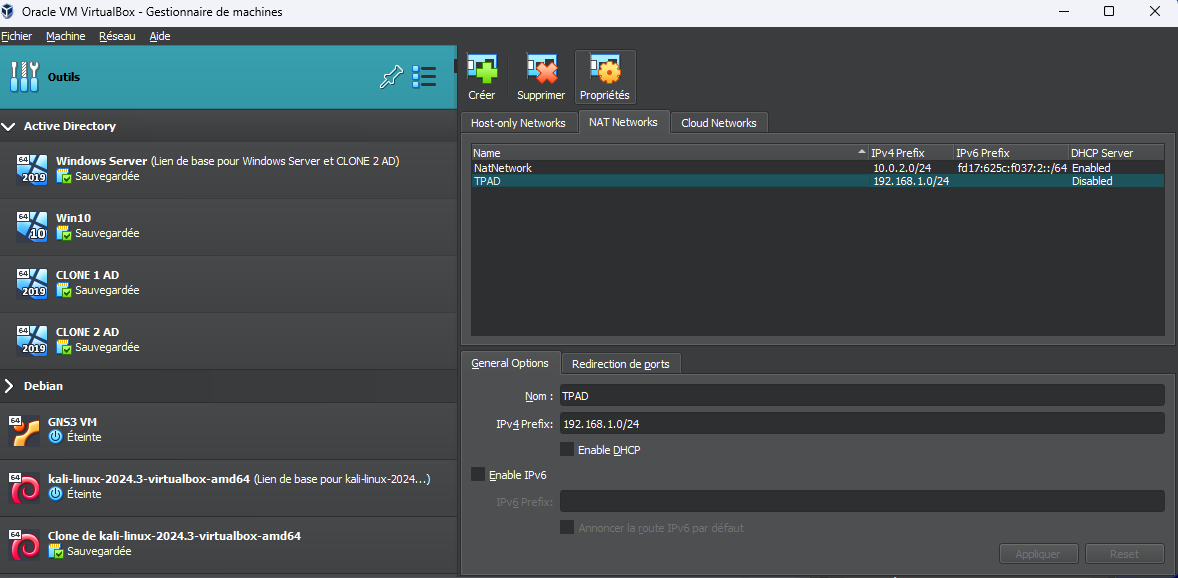 Oracle VM VirtualBox - Gestionnaire de machines
Fichier Machine Réseau Aide
Outils
Active Directory
64 2019 Windows Server (Lien de base pour Windows Server et CLONE 2 AD)
Sauvegardée
64 10 Win10
Sauvegardée
64 2019 CLONE 1 AD
Sauvegardée
64 2019 CLONE 2 AD
Sauvegardée
Debian
64 GNS3 VM
Éteinte
64 kali-linux-2024.3-virtualbox-amd64 (Lien de base pour kali-linux-2024...)
Éteinte
64 Clone de kali-linux-2024.3-virtualbox-amd64
Sauvegardée
Créer Supprimer Propriétés
Host-only Networks NAT Networks Cloud Networks
Name IPv4 Prefix IPv6 Prefix DHCP Server
NatNetwork 10.0.2.0/24 fd17:625c:f037:2::/64 Enabled
TPAD 192.168.1.0/24 Disabled
General Options Redirection de ports
Nom : TPAD
IPv4 Prefix: 192.168.1.0/24
Enable DHCP
Enable IPv6
IPv6 Prefix:
Annoncer la route IPv6 par défaut
Appliquer Reset